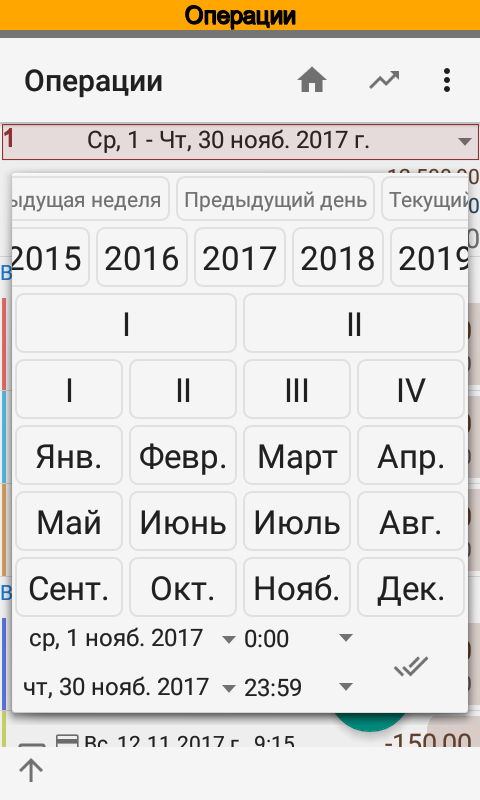 Операции
Операции
1 Ср, 1 - Чт, 30 нояб. 2017 г.
ыдущая неделя Предыдущий день Текущий
2015 2016 2017 2018 2019
I II
I II III IV
Янв. Февр. Март Апр.
Май Июнь Июль Авг.
Сент. Окт. Нояб. Дек.
ср, 1 нояб. 2017 0:00
чт, 30 нояб. 2017 23:59
Вс, 12.11.2017 г., 9:15 -150,00